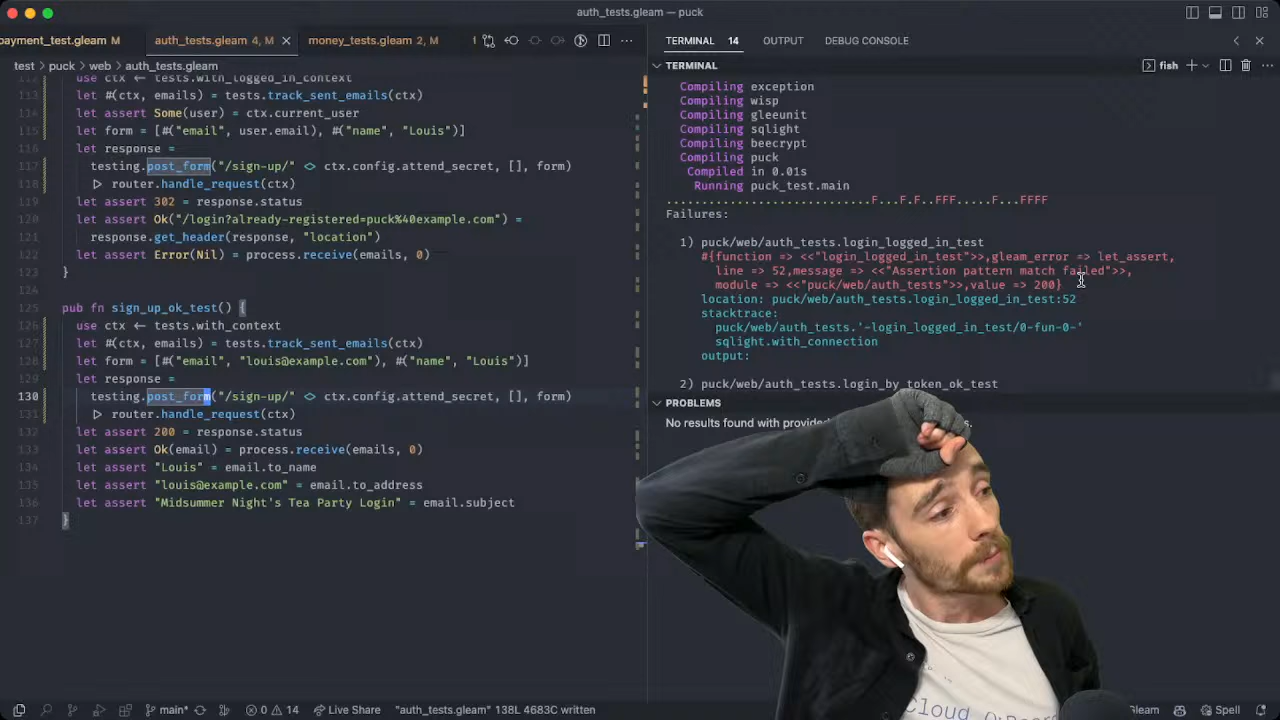 auth_tests.gleam — puck
payment_test.gleam M
auth_tests.gleam 4, M
money_tests.gleam 2, M
test > puck > web > auth_tests.gleam
112 use ctx <- tests.with_logged_in_context
113 let #(ctx, emails) = tests.track_sent_emails(ctx)
114 let assert Some(user) = ctx.current_user
115 let form = [#("email", user.email), #("name", "Louis")]
116 let response =
117 testing.post_form("/sign-up/" <> ctx.config.attend_secret, [], form)
118 |> router.handle_request(ctx)
119 let assert 302 = response.status
120 let assert Ok("/login?already-registered=puck%40example.com") =
121 response.get_header(response, "location")
122 let assert Error(Nil) = process.receive(emails, 0)
123 }
125 pub fn sign_up_ok_test() {
126 use ctx <- tests.with_context
127 let #(ctx, emails) = tests.track_sent_emails(ctx)
128 let form = [#("email", "louis@example.com"), #("name", "Louis")]
129 let response =
130 testing.post_form("/sign-up/" <> ctx.config.attend_secret, [], form)
131 |> router.handle_request(ctx)
132 let assert 200 = response.status
133 let assert Ok(email) = process.receive(emails, 0)
134 let assert "Louis" = email.to_name
135 let assert "louis@example.com" = email.to_address
136 let assert "Midsummer Night's Tea Party Login" = email.subject
137 }
TERMINAL 14 OUTPUT DEBUG CONSOLE
TERMINAL fish
Compiling exception
Compiling wisp
Compiling gleeunit
Compiling sqlight
Compiling beecrypt
Compiling puck
Compiled in 0.01s
Running puck_test.main
.............................F...F.F..FFF.....F...FFFF
Failures:
1) puck/web/auth_tests.login_logged_in_test
#{function => <<"login_logged_in_test">>,gleam_error => let_assert,
line => 52,message => <<"Assertion pattern match failed">>,
module => <<"puck/web/auth_tests">>,value => 200}
location: puck/web/auth_tests.login_logged_in_test:52
stacktrace:
puck/web/auth_tests.'-login_logged_in_test/0-fun-0-'
sqlight.with_connection
output:
2) puck/web/auth_tests.login_by_token_ok_test
PROBLEMS
No results found with provided
Cloud
main* 0 14 Live Share "auth_tests.gleam" 138L 4683C written
Gleam Spell